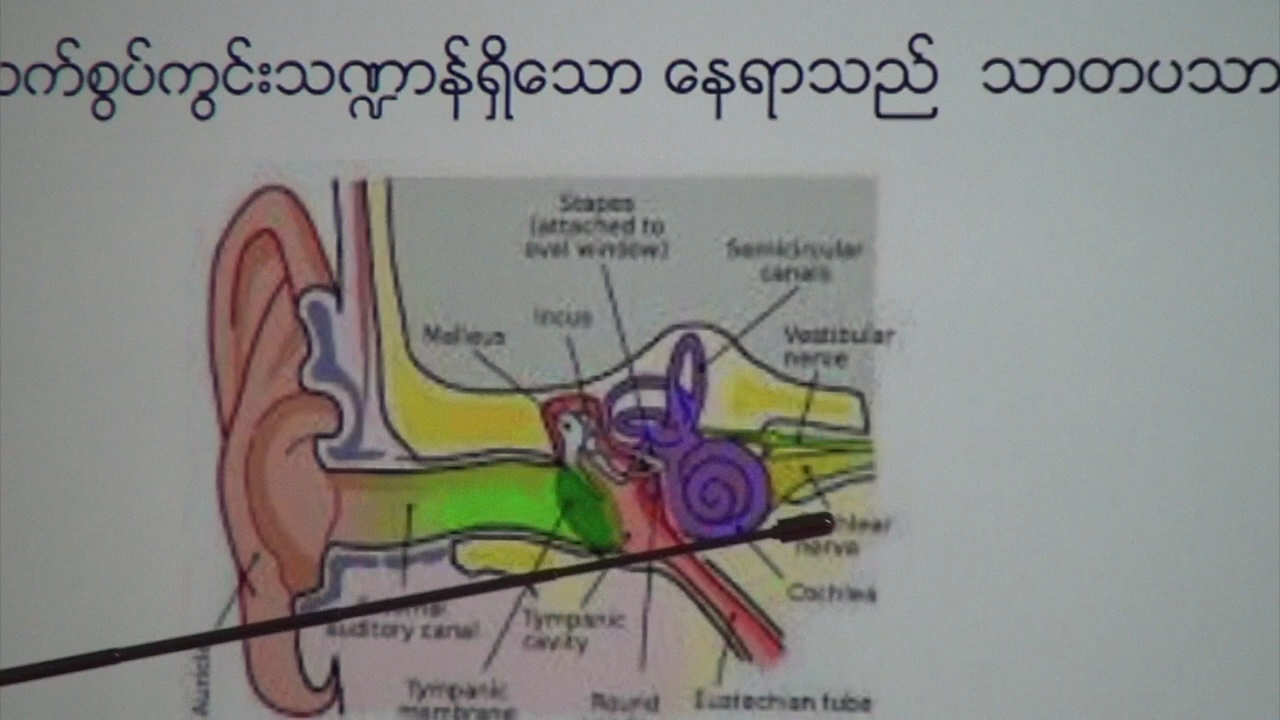 လက်စွပ်ကွင်းသဏ္ဍာန်ရှိသော နေရာသည် သာတပသာ
Stapes
(attached to
oval window)
Semicircular
canals
Incus
Malleus
Vestibular
nerve
nerve
Cochlea
auditory canal
Tympanic
cavity
Auricle
Tympanic
membrane
Round
Eustachian tube